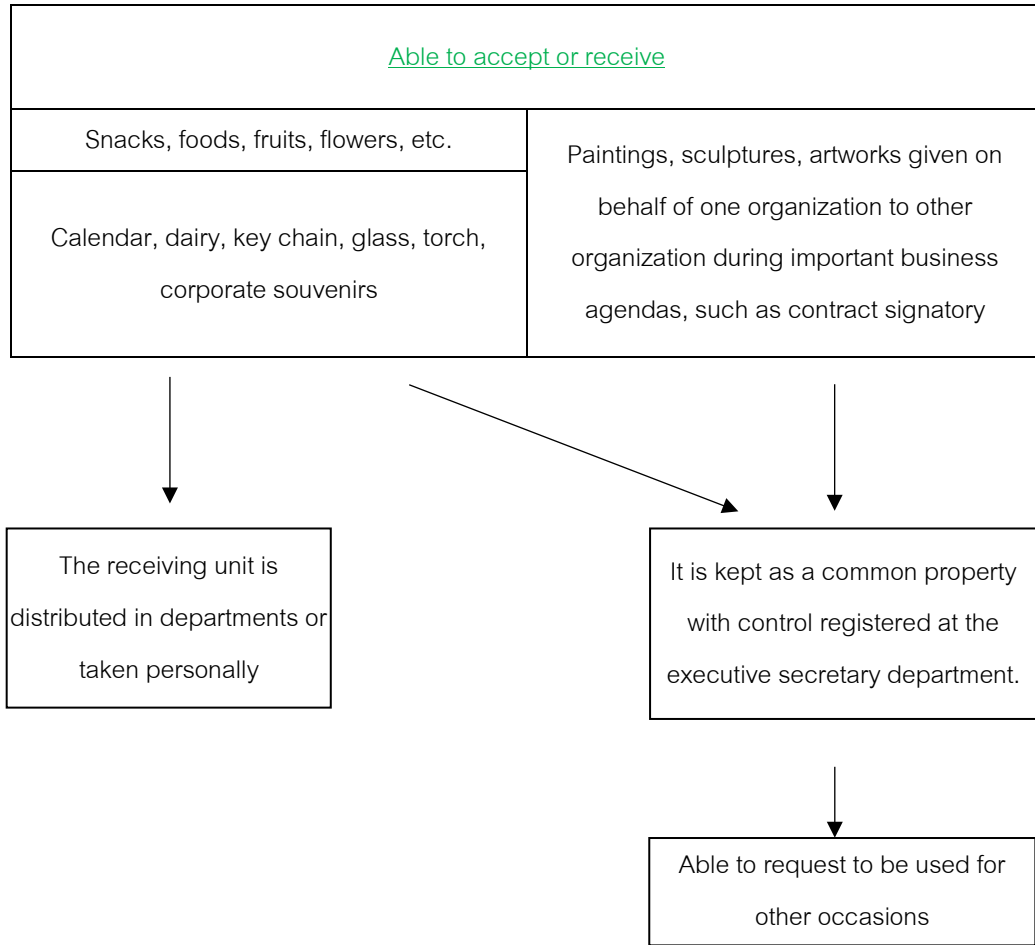 Able to accept or receive
Snacks, foods, fruits, flowers, etc.
Calendar, dairy, key chain, glass, torch,
corporate souvenirs
Paintings, sculptures, artworks given on
behalf of one organization to other
organization during important business
agendas, such as contract signatory
The receiving unit is
distributed in departments or
taken personally
It is kept as a common property
with control registered at the
executive secretary department.
Able to request to be used for
other occasions